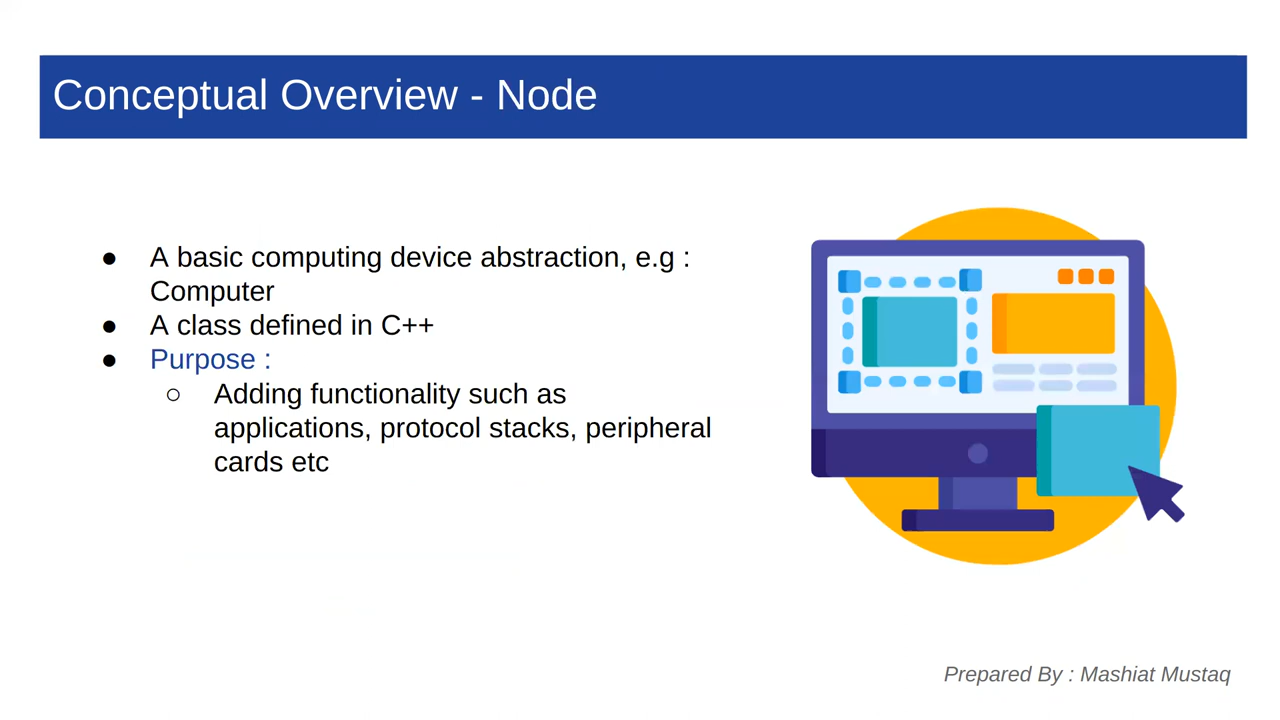 Conceptual Overview - Node
● A basic computing device abstraction, e.g :
Computer
● A class defined in C++
● Purpose :
○ Adding functionality such as
applications, protocol stacks, peripheral
cards etc
Prepared By : Mashiat Mustaq